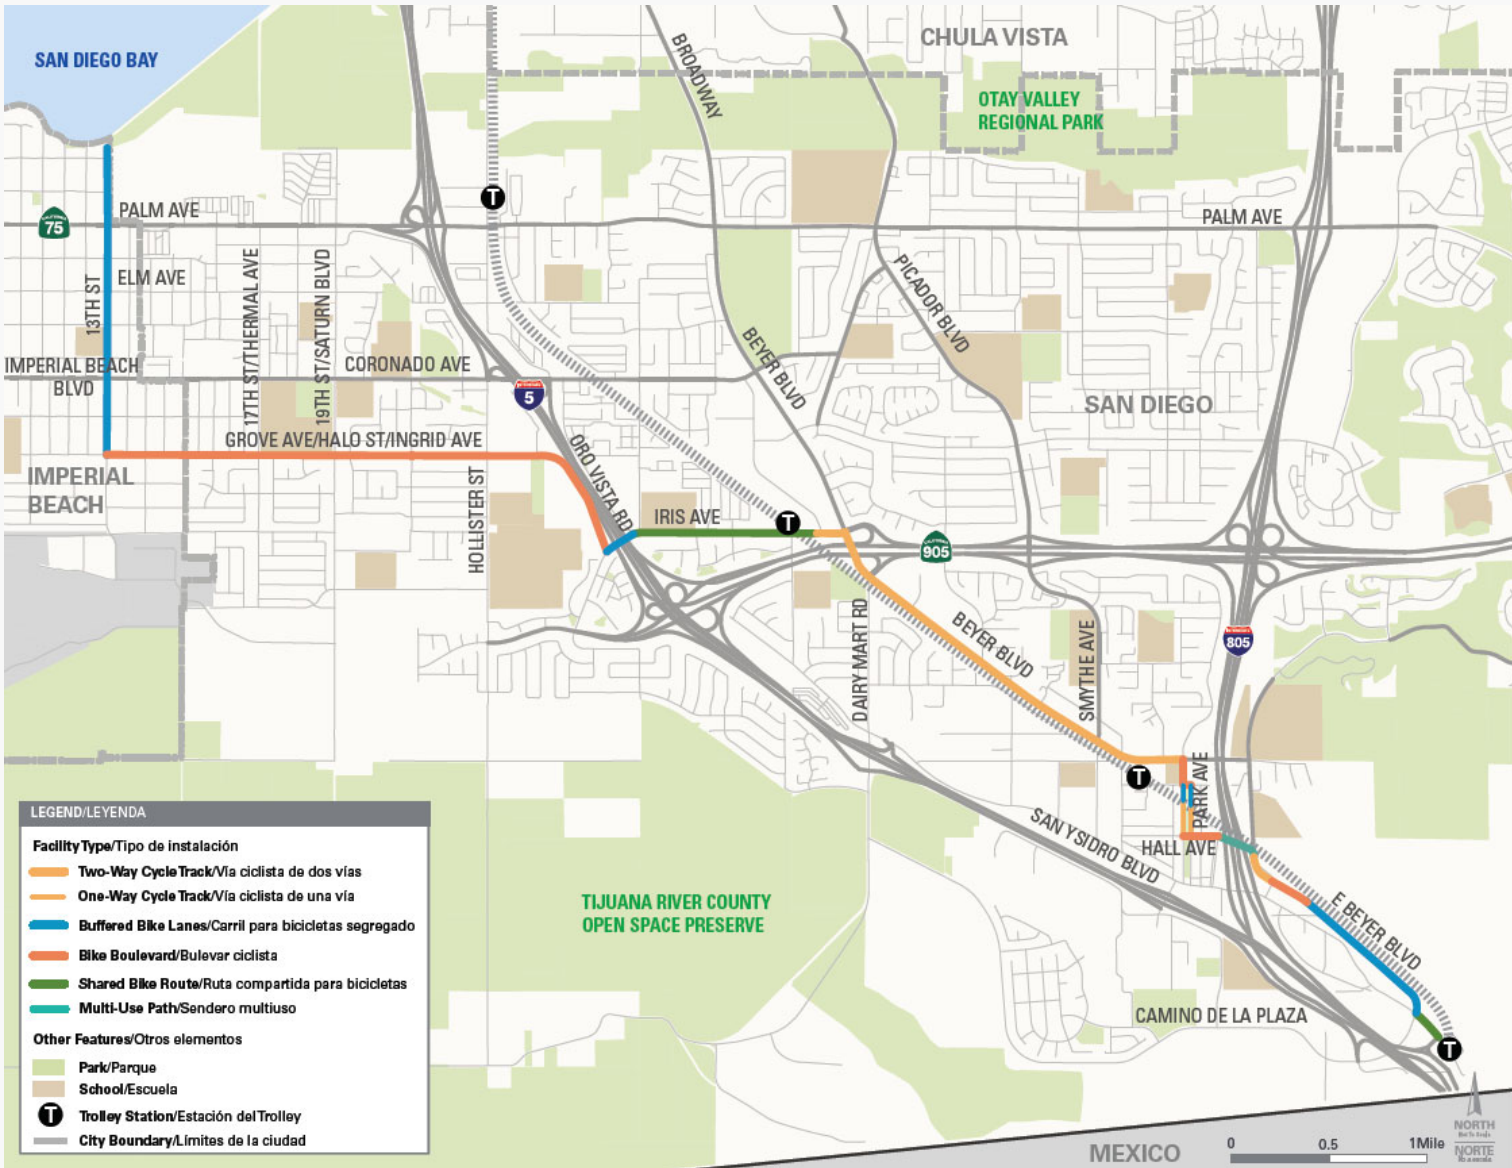 SAN DIEGO BAY
CHULA VISTA
OTAY VALLEY
REGIONAL PARK
BROADWAY
T
75
PALM AVE
PALM AVE
13TH ST
ELM AVE
17TH ST/THERMAL AVE
19TH ST/SATURN BLVD
PICADOR BLVD
BEYER BLVD
IMPERIAL BEACH
BLVD
CORONADO AVE
5
SAN DIEGO
GROVE AVE/HALO ST/INGRID AVE
ORO VISTA RD
IMPERIAL
BEACH
HOLLISTER ST
IRIS AVE
T
905
DAIRY MART RD
BEYER BLVD
SMYTHE AVE
805
T
PARK AVE
SAN YSIDRO BLVD
HALL AVE
TIJUANA RIVER COUNTY
OPEN SPACE PRESERVE
E BEYER BLVD
CAMINO DE LA PLAZA
T
LEGEND/LEYENDA
Facility Type/Tipo de instalación
Two-Way Cycle Track/Vía ciclista de dos vías
One-Way Cycle Track/Vía ciclista de una vía
Buffered Bike Lanes/Carril para bicicletas segregado
Bike Boulevard/Bulevar ciclista
Shared Bike Route/Ruta compartida para bicicletas
Multi-Use Path/Sendero multiuso
Other Features/Otros elementos
Park/Parque
School/Escuela
T Trolley Station/Estación del Trolley
City Boundary/Límites de la ciudad
MEXICO
0 0.5 1 Mile
NORTH
NORTE